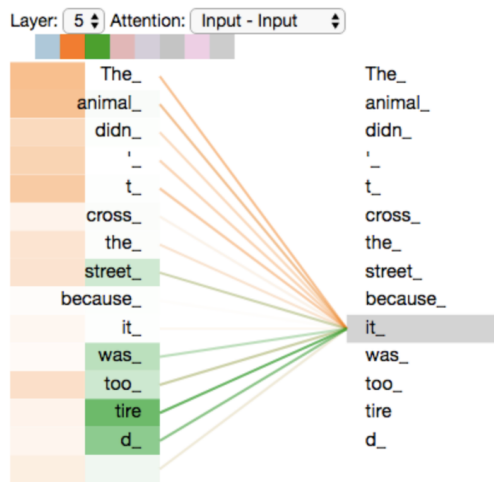 Layer: 5 Attention: Input - Input
The_ The_
animal_ animal_
didn_ didn_
'_ '_
t_ t_
cross_ cross_
the_ the_
street_ street_
because_ because_
it_ it_
was_ was_
too_ too_
tire tire
d_ d_